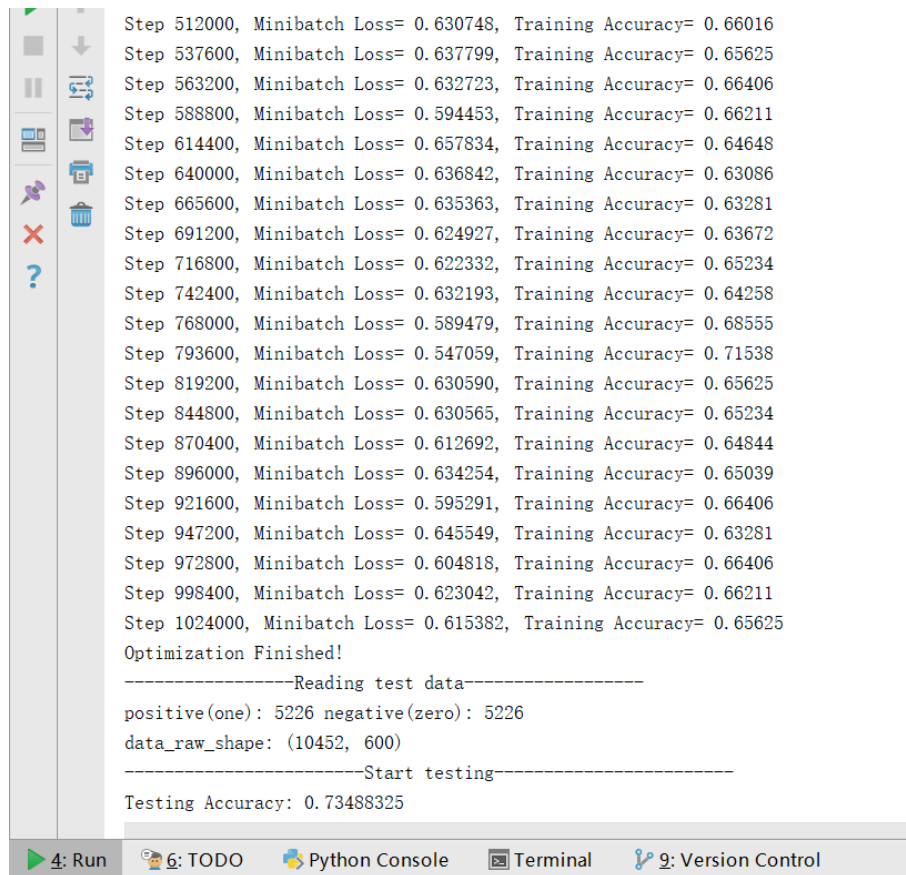 Step 512000, Minibatch Loss= 0.630748, Training Accuracy= 0.66016
Step 537600, Minibatch Loss= 0.637799, Training Accuracy= 0.65625
Step 563200, Minibatch Loss= 0.632723, Training Accuracy= 0.66406
Step 588800, Minibatch Loss= 0.594453, Training Accuracy= 0.66211
Step 614400, Minibatch Loss= 0.657834, Training Accuracy= 0.64648
Step 640000, Minibatch Loss= 0.636842, Training Accuracy= 0.63086
Step 665600, Minibatch Loss= 0.635363, Training Accuracy= 0.63281
Step 691200, Minibatch Loss= 0.624927, Training Accuracy= 0.63672
Step 716800, Minibatch Loss= 0.622332, Training Accuracy= 0.65234
Step 742400, Minibatch Loss= 0.632193, Training Accuracy= 0.64258
Step 768000, Minibatch Loss= 0.589479, Training Accuracy= 0.68555
Step 793600, Minibatch Loss= 0.547059, Training Accuracy= 0.71538
Step 819200, Minibatch Loss= 0.630590, Training Accuracy= 0.65625
Step 844800, Minibatch Loss= 0.630565, Training Accuracy= 0.65234
Step 870400, Minibatch Loss= 0.612692, Training Accuracy= 0.64844
Step 896000, Minibatch Loss= 0.634254, Training Accuracy= 0.65039
Step 921600, Minibatch Loss= 0.595291, Training Accuracy= 0.66406
Step 947200, Minibatch Loss= 0.645549, Training Accuracy= 0.63281
Step 972800, Minibatch Loss= 0.604818, Training Accuracy= 0.66406
Step 998400, Minibatch Loss= 0.623042, Training Accuracy= 0.66211
Step 1024000, Minibatch Loss= 0.615382, Training Accuracy= 0.65625
Optimization Finished!
-----------------Reading test data------------------
positive(one): 5226 negative(zero): 5226
data_raw_shape: (10452, 600)
------------------------Start testing------------------------
Testing Accuracy: 0.73488325
4: Run 6: TODO Python Console Terminal 9: Version Control